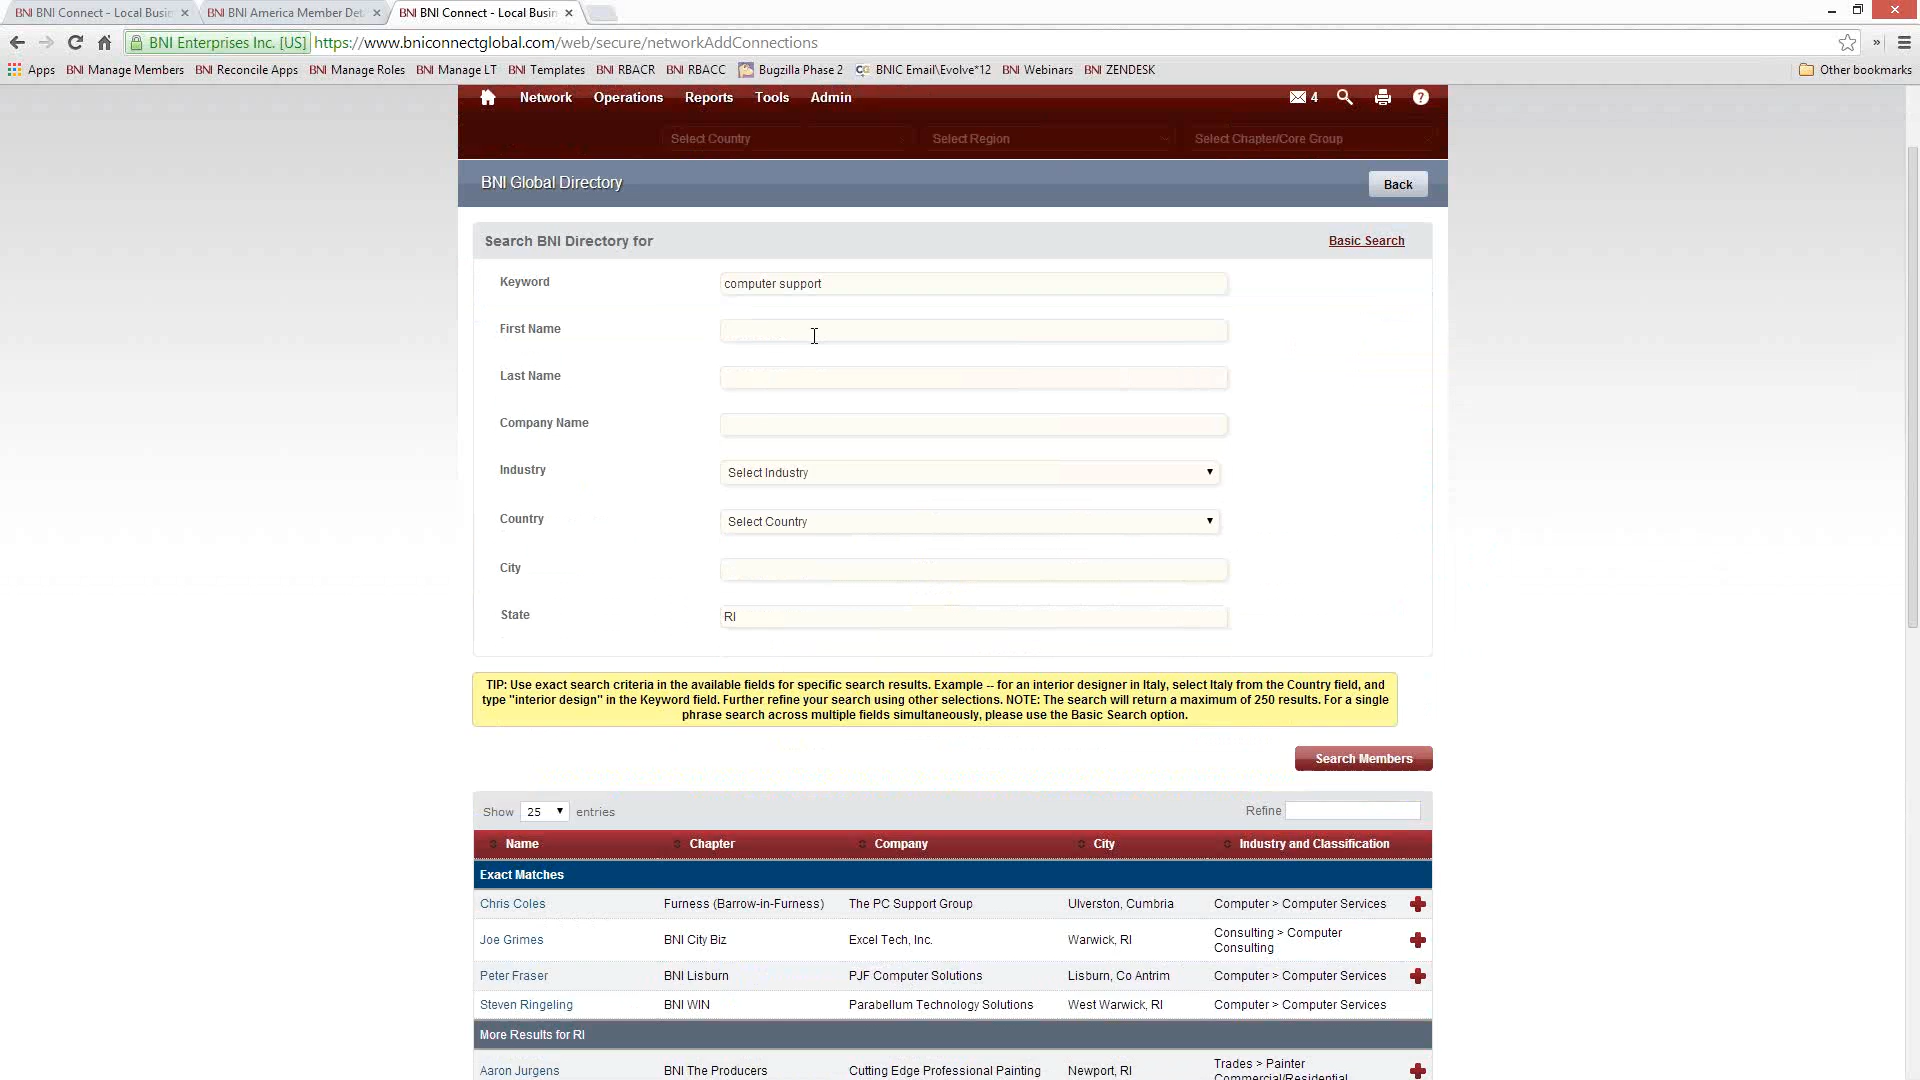 BNI BNI Connect - Local Busin
BNI BNI America Member Det
BNI BNI Connect - Local Busin
BNI Enterprises Inc. [US] https://www.bniconnectglobal.com/web/secure/networkAddConnections
Apps BNI Manage Members BNI Reconcile Apps BNI Manage Roles BNI Manage LT BNI Templates BNI RBACR BNI RBACC Bugzilla Phase 2 BNIC Email\Evolve*12 BNI Webinars BNI ZENDESK Other bookmarks
Network Operations Reports Tools Admin 4
Select Country Select Region Select Chapter/Core Group
BNI Global Directory Back
Search BNI Directory for Basic Search
Keyword computer support
First Name
Last Name
Company Name
Industry Select Industry
Country Select Country
City
State RI
TIP: Use exact search criteria in the available fields for specific search results. Example -- for an interior designer in Italy, select Italy from the Country field, and
type "interior design" in the Keyword field. Further refine your search using other selections. NOTE: The search will return a maximum of 250 results. For a single
phrase search across multiple fields simultaneously, please use the Basic Search option.
Search Members
Show 25 entries Refine
Name Chapter Company City Industry and Classification
Exact Matches
Chris Coles Furness (Barrow-in-Furness) The PC Support Group Ulverston, Cumbria Computer > Computer Services
Joe Grimes BNI City Biz Excel Tech, Inc. Warwick, RI Consulting > Computer
Consulting
Peter Fraser BNI Lisburn PJF Computer Solutions Lisburn, Co Antrim Computer > Computer Services
Steven Ringeling BNI WIN Parabellum Technology Solutions West Warwick, RI Computer > Computer Services
More Results for RI
Aaron Jurgens BNI The Producers Cutting Edge Professional Painting Newport, RI Trades > Painter
Commercial/Residential